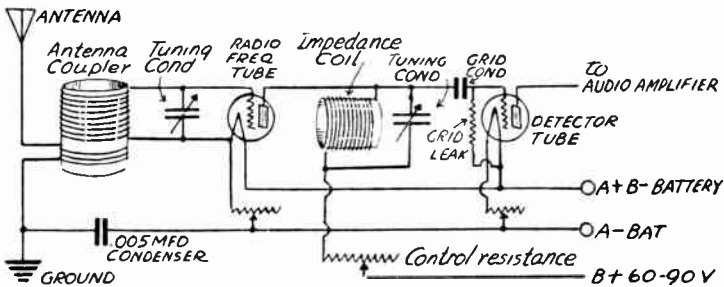 ANTENNA
Antenna
Coupler
Tuning
Cond
RADIO
FREQ
TUBE
Impedance
Coil
TUNING
COND
GRID
COND
to
AUDIO AMPLIFIER
GRID
LEAK
DETECTOR
TUBE
A+B-BATTERY
A-BAT
.005 MFD
CONDENSER
Control resistance
B+60-90 V
GROUND